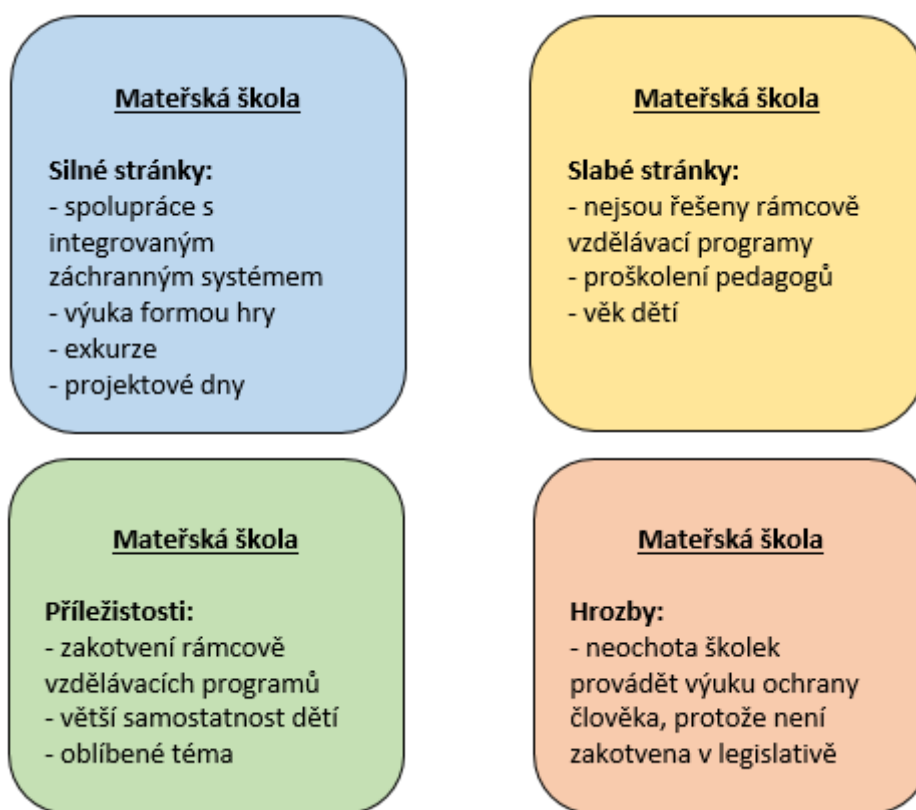 Mateřská škola
Silné stránky:
- spolupráce s
integrovaným
záchranným systémem
- výuka formou hry
- exkurze
- projektové dny
Mateřská škola
Slabé stránky:
- nejsou řešeny rámcově
vzdělávací programy
- proškolení pedagogů
- věk dětí
Mateřská škola
Příležistosti:
- zakotvení rámcově
vzdělávacích programů
- větší samostatnost dětí
- oblíbené téma
Mateřská škola
Hrozby:
- neochota školek
provádět výuku ochrany
člověka, protože není
zakotvena v legislativě